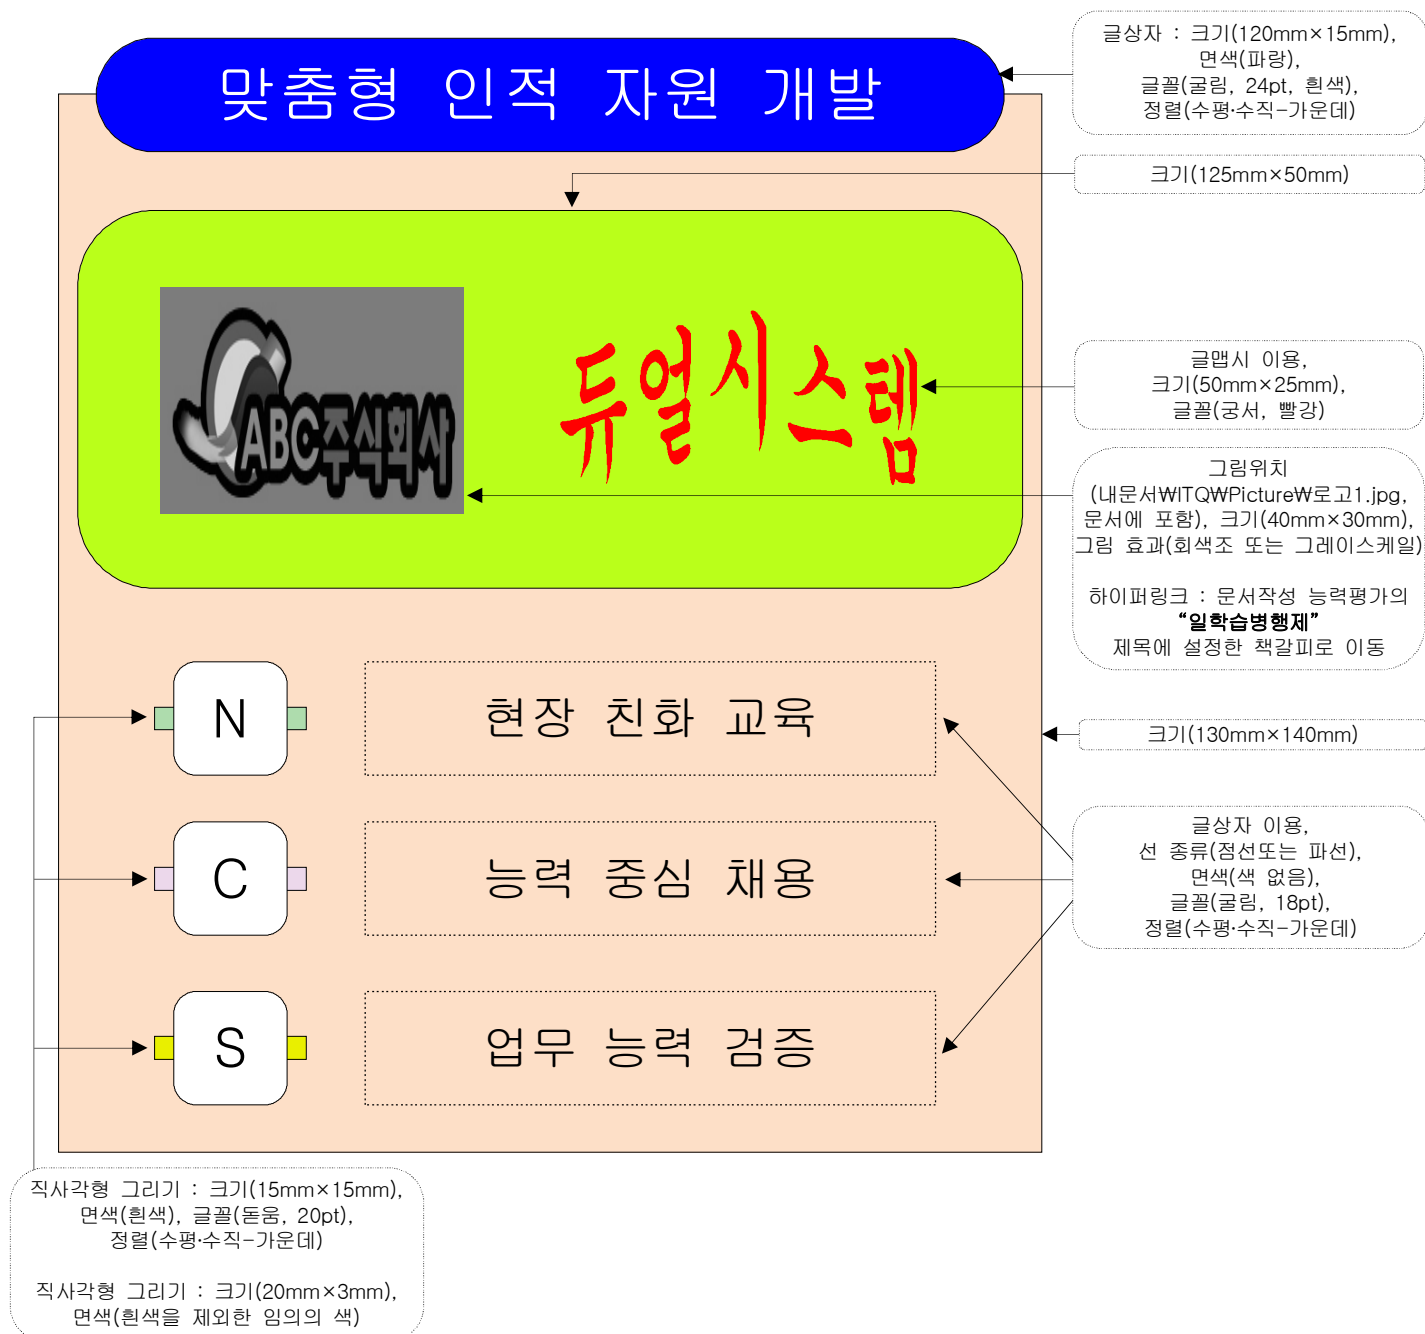 맞춤형 인적 자원 개발
글상자 : 크기(120mm×15mm),
면색(파랑),
글꼴(굴림, 24pt, 흰색),
정렬(수평·수직-가운데)
크기(125mm×50mm)
ABC주식회사
듀얼시스템
글맵시 이용,
크기(50mm×25mm),
글꼴(궁서, 빨강)
그림위치
(내문서₩ITQ₩Picture₩로고1.jpg,
문서에 포함), 크기(40mm×30mm),
그림 효과(회색조 또는 그레이스케일)
하이퍼링크 : 문서작성 능력평가의
“일학습병행제”
제목에 설정한 책갈피로 이동
N
현장 친화 교육
크기(130mm×140mm)
C
능력 중심 채용
글상자 이용,
선 종류(점선또는 파선),
면색(색 없음),
글꼴(굴림, 18pt),
정렬(수평·수직-가운데)
S
업무 능력 검증
직사각형 그리기 : 크기(15mm×15mm),
면색(흰색), 글꼴(돋움, 20pt),
정렬(수평·수직-가운데)
직사각형 그리기 : 크기(20mm×3mm),
면색(흰색을 제외한 임의의 색)